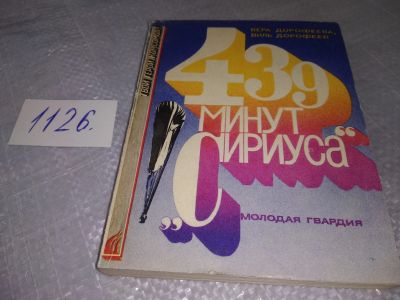 1126.
ВЕРА ДОРОФЕЕВА,
ВИЛЬ ДОРОФЕЕВ
439
МИНУТ
"СИРИУСА"
МОЛОДАЯ ГВАРДИЯ